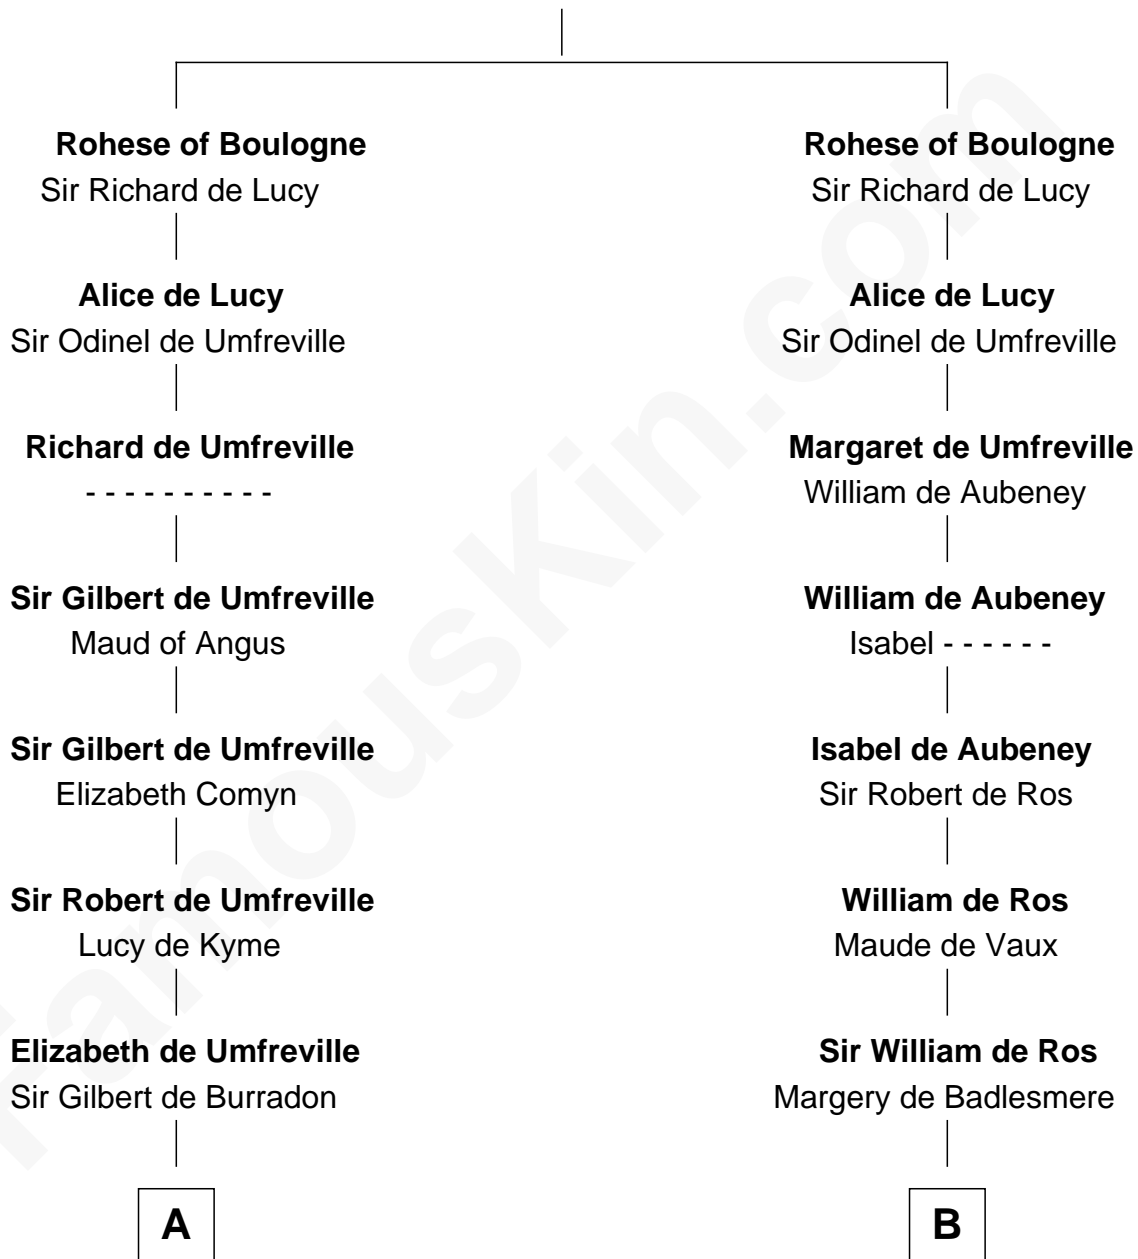 Rohese of Boulogne
Sir Richard de Lucy
Alice de Lucy
Sir Odinel de Umfreville
Richard de Umfreville
- - - - - - - - - -
Sir Gilbert de Umfreville
Maud of Angus
Sir Gilbert de Umfreville
Elizabeth Comyn
Sir Robert de Umfreville
Lucy de Kyme
Elizabeth de Umfreville
Sir Gilbert de Burradon
A
Rohese of Boulogne
Sir Richard de Lucy
Alice de Lucy
Sir Odinel de Umfreville
Margaret de Umfreville
William de Aubeney
William de Aubeney
Isabel - - - - - -
Isabel de Aubeney
Sir Robert de Ros
William de Ros
Maude de Vaux
Sir William de Ros
Margery de Badlesmere
B
FamousKin.com